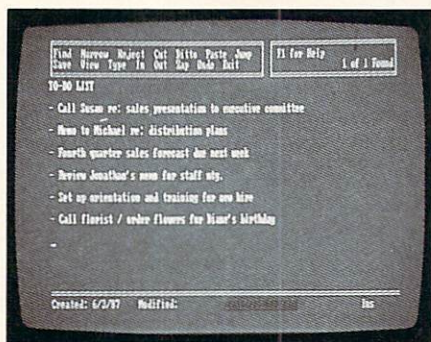 Find Narrow Reject Cut Ditto Paste Jump
Save View Type In Out Zap Undo Exit
F1 for Help
1 of 1 Found
TO-DO LIST
- Call Susan re: sales presentation to executive committee
- Memo to Michael re: distribution plans
- Fourth quarter sales forecast due next week
- Review Jonathan's memo for staff mtg.
- Set up orientation and training for new hire
- Call florist / order flowers for Diane's birthday
Created: 6/3/87 Modified: Ins